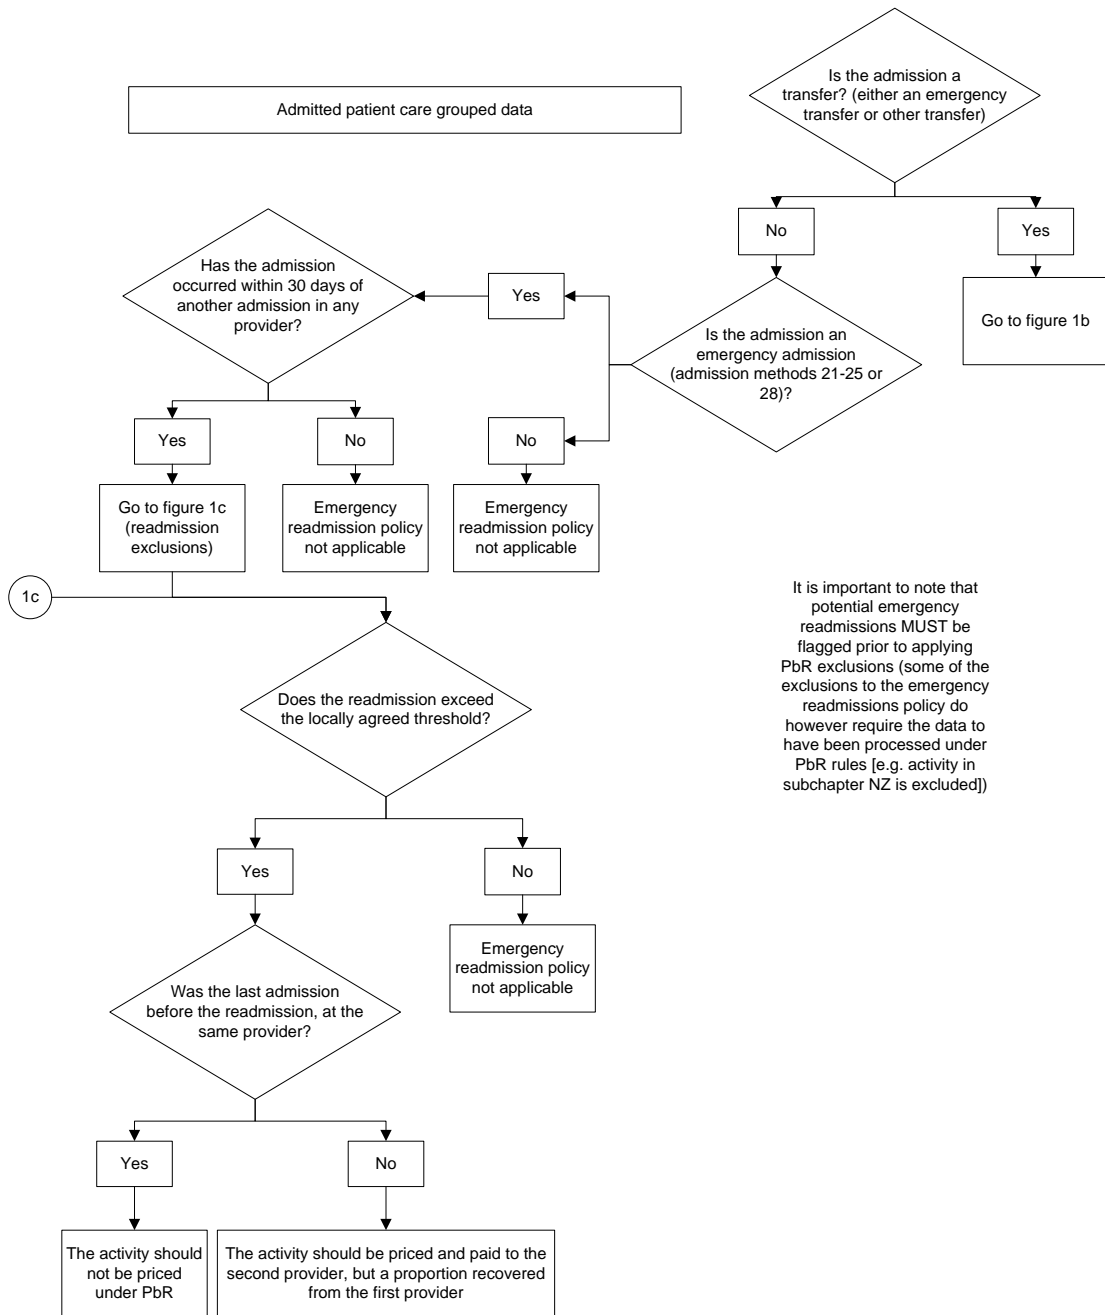 Admitted patient care grouped data
Is the admission a
transfer? (either an emergency
transfer or other transfer)
No
Yes
Go to figure 1b
Is the admission an
emergency admission
(admission methods 21-25 or
28)?
Yes
No
Emergency
readmission policy
not applicable
Has the admission
occurred within 30 days of
another admission in any
provider?
Yes
No
Go to figure 1c
(readmission
exclusions)
Emergency
readmission policy
not applicable
1c
It is important to note that
potential emergency
readmissions MUST be
flagged prior to applying
PbR exclusions (some of the
exclusions to the emergency
readmissions policy do
however require the data to
have been processed under
PbR rules [e.g. activity in
subchapter NZ is excluded])
Does the readmission exceed
the locally agreed threshold?
Yes
No
Emergency
readmission policy
not applicable
Was the last admission
before the readmission, at the
same provider?
Yes
No
The activity should
not be priced
under PbR
The activity should be priced and paid to the
second provider, but a proportion recovered
from the first provider